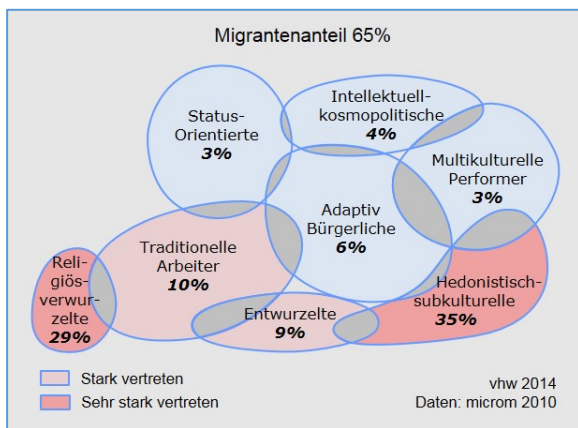 Migrantenanteil 65%
Status-
Orientierte
3%
Intellektuell-
kosmopolitische
4%
Multikulturelle
Performer
3%
Adaptiv
Bürgerliche
6%
Reli-
giös-
verwur-
zelte
29%
Traditionelle
Arbeiter
10%
Entwurzelte
9%
Hedonistisch-
subkulturelle
35%
Stark vertreten
Sehr stark vertreten
vhw 2014
Daten: microm 2010